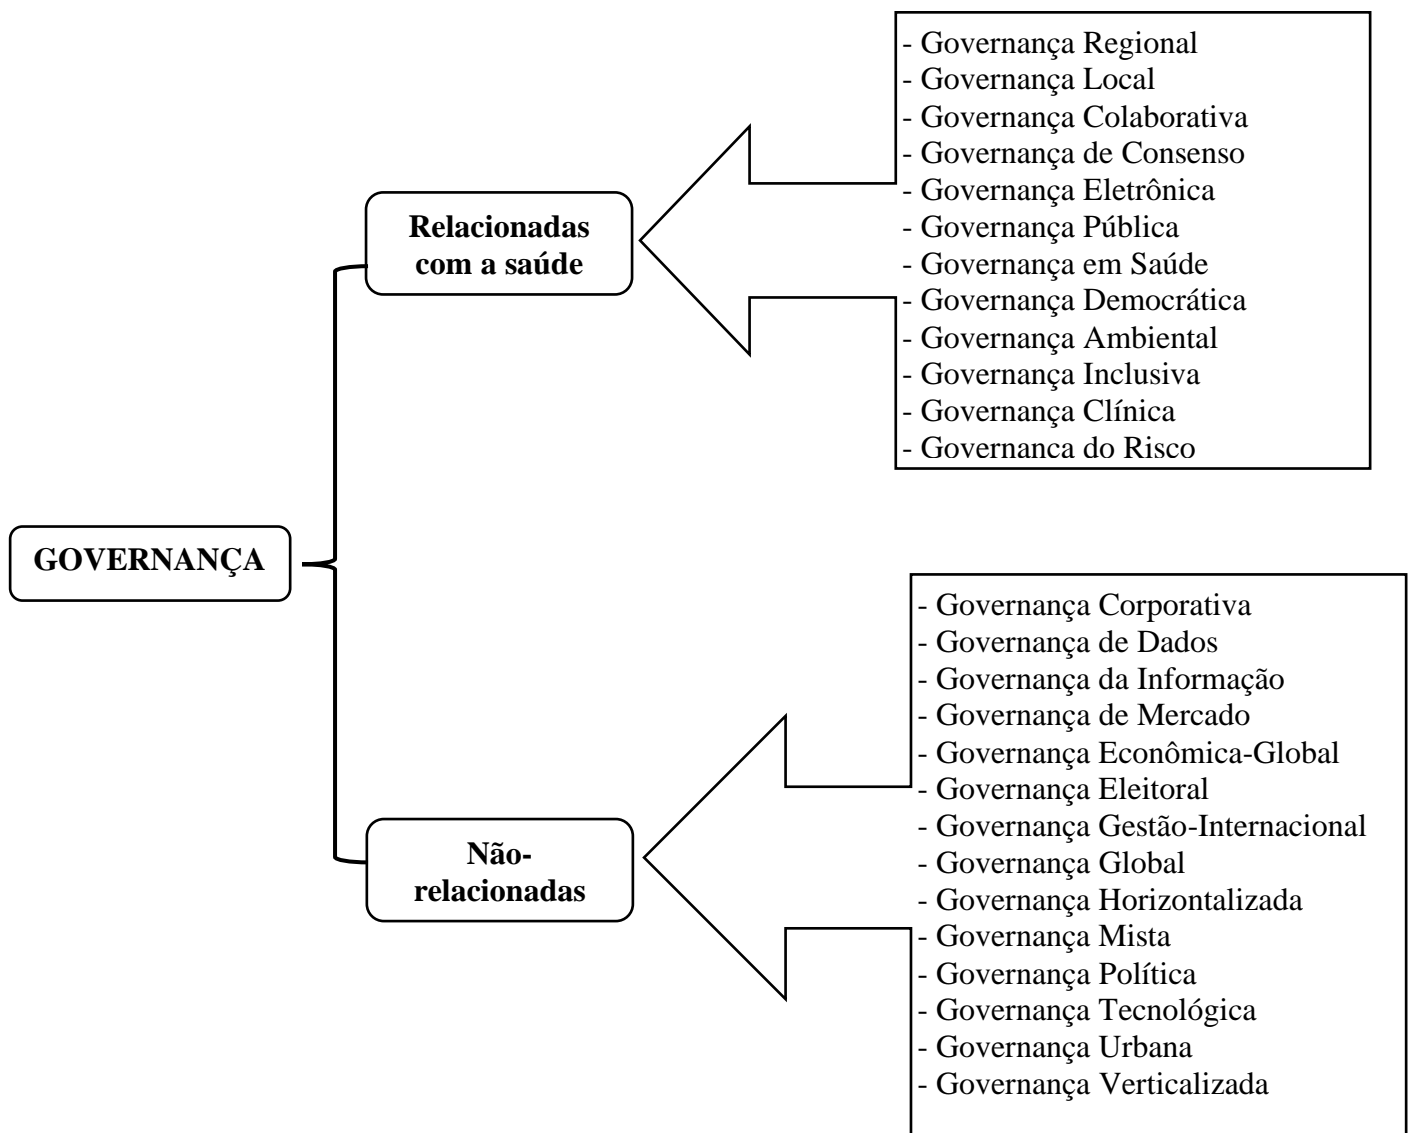 - Governança Regional
- Governança Local
- Governança Colaborativa
- Governança de Consenso
- Governança Eletrônica
- Governança Pública
- Governança em Saúde
- Governança Democrática
- Governança Ambiental
- Governança Inclusiva
- Governança Clínica
- Governanca do Risco
Relacionadas
com a saúde
GOVERNANÇA
- Governança Corporativa
- Governança de Dados
- Governança da Informação
- Governança de Mercado
- Governança Econômica-Global
- Governança Eleitoral
- Governança Gestão-Internacional
- Governança Global
- Governança Horizontalizada
- Governança Mista
- Governança Política
- Governança Tecnológica
- Governança Urbana
- Governança Verticalizada
Não-
relacionadas